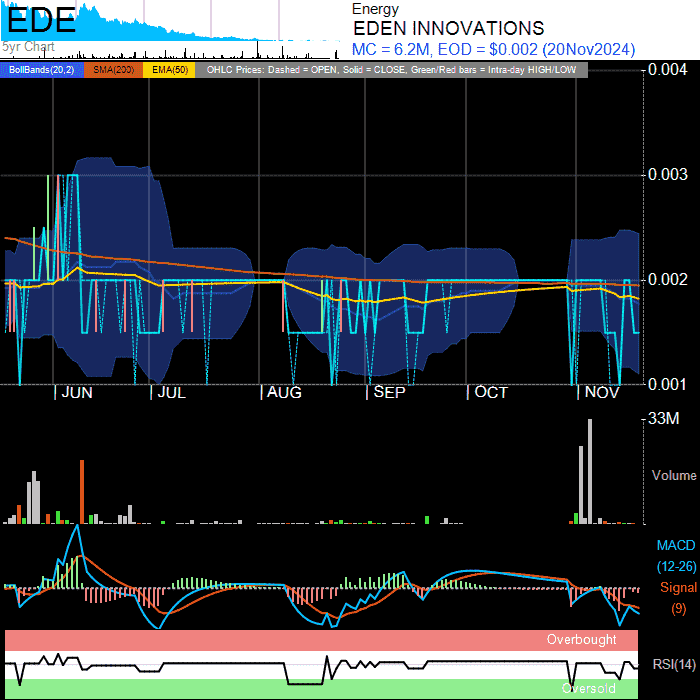 EDE
5yr Chart
Energy
EDEN INNOVATIONS
MC = 6.2M, EOD = $0.002 (20Nov2024)
BollBands(20,2) SMA(200) EMA(50) OHLC Prices: Dashed = OPEN, Solid = CLOSE, Green/Red bars = Intra-day HIGH/LOW
0.004
0.003
0.002
0.001
JUN JUL AUG SEP OCT NOV
33M
Volume
MACD
(12-26)
Signal
(9)
Overbought
RSI(14)
Oversold